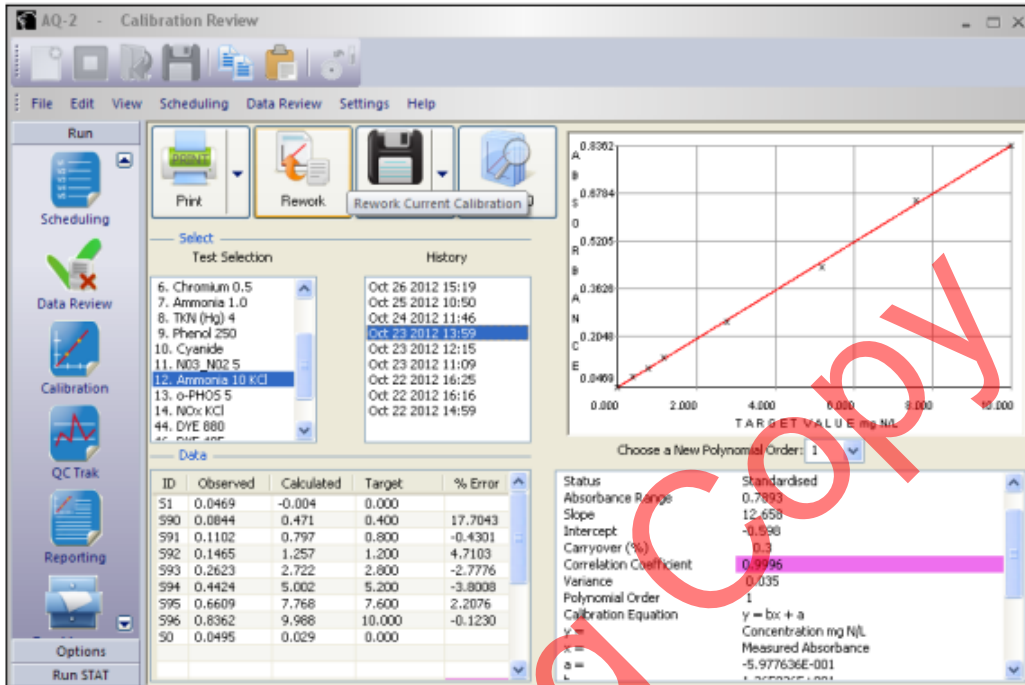 AQ-2 - Calibration Review
File Edit View Scheduling Data Review Settings Help
Run
Scheduling
Data Review
Calibration
QC Trak
Reporting
Options
Run STAT
PRINT
Print
Rework
Rework Current Calibration
Select
Test Selection
6. Chromium 0.5
7. Ammonia 1.0
8. TKN (Hg) 4
9. Phenol 250
10. Cyanide
11. N03_N02 5
12. Ammonia 10 KCl
13. o-PHOS 5
14. NOx KCl
44. DYE 880
History
Oct 26 2012 15:19
Oct 25 2012 10:50
Oct 24 2012 11:46
Oct 23 2012 13:59
Oct 23 2012 12:15
Oct 23 2012 11:09
Oct 22 2012 16:25
Oct 22 2012 16:16
Oct 22 2012 14:59
ABSORBANCE
0.8362
0.6784
0.5205
0.3626
0.2048
0.0469
0.000 2.000 4.000 6.000 8.000 10.000
TARGET VALUE mg N/L
Choose a New Polynomial Order: 1
Data
ID Observed Calculated Target % Error
S1 0.0469 -0.004 0.000
S90 0.0844 0.471 0.400 17.7043
S91 0.1102 0.797 0.800 -0.4301
S92 0.1465 1.257 1.200 4.7103
S93 0.2623 2.722 2.800 -2.7776
S94 0.4424 5.002 5.200 -3.8008
S95 0.6609 7.768 7.600 2.2076
S96 0.8362 9.988 10.000 -0.1230
S0 0.0495 0.029 0.000
Status Standardised
Absorbance Range 0.7893
Slope 12.658
Intercept -0.598
Carryover (%) 0.3
Correlation Coefficient 0.9996
Variance 0.035
Polynomial Order 1
Calibration Equation y = bx + a
y = Concentration mg N/L
x = Measured Absorbance
a = -5.977636E-001
d Copy